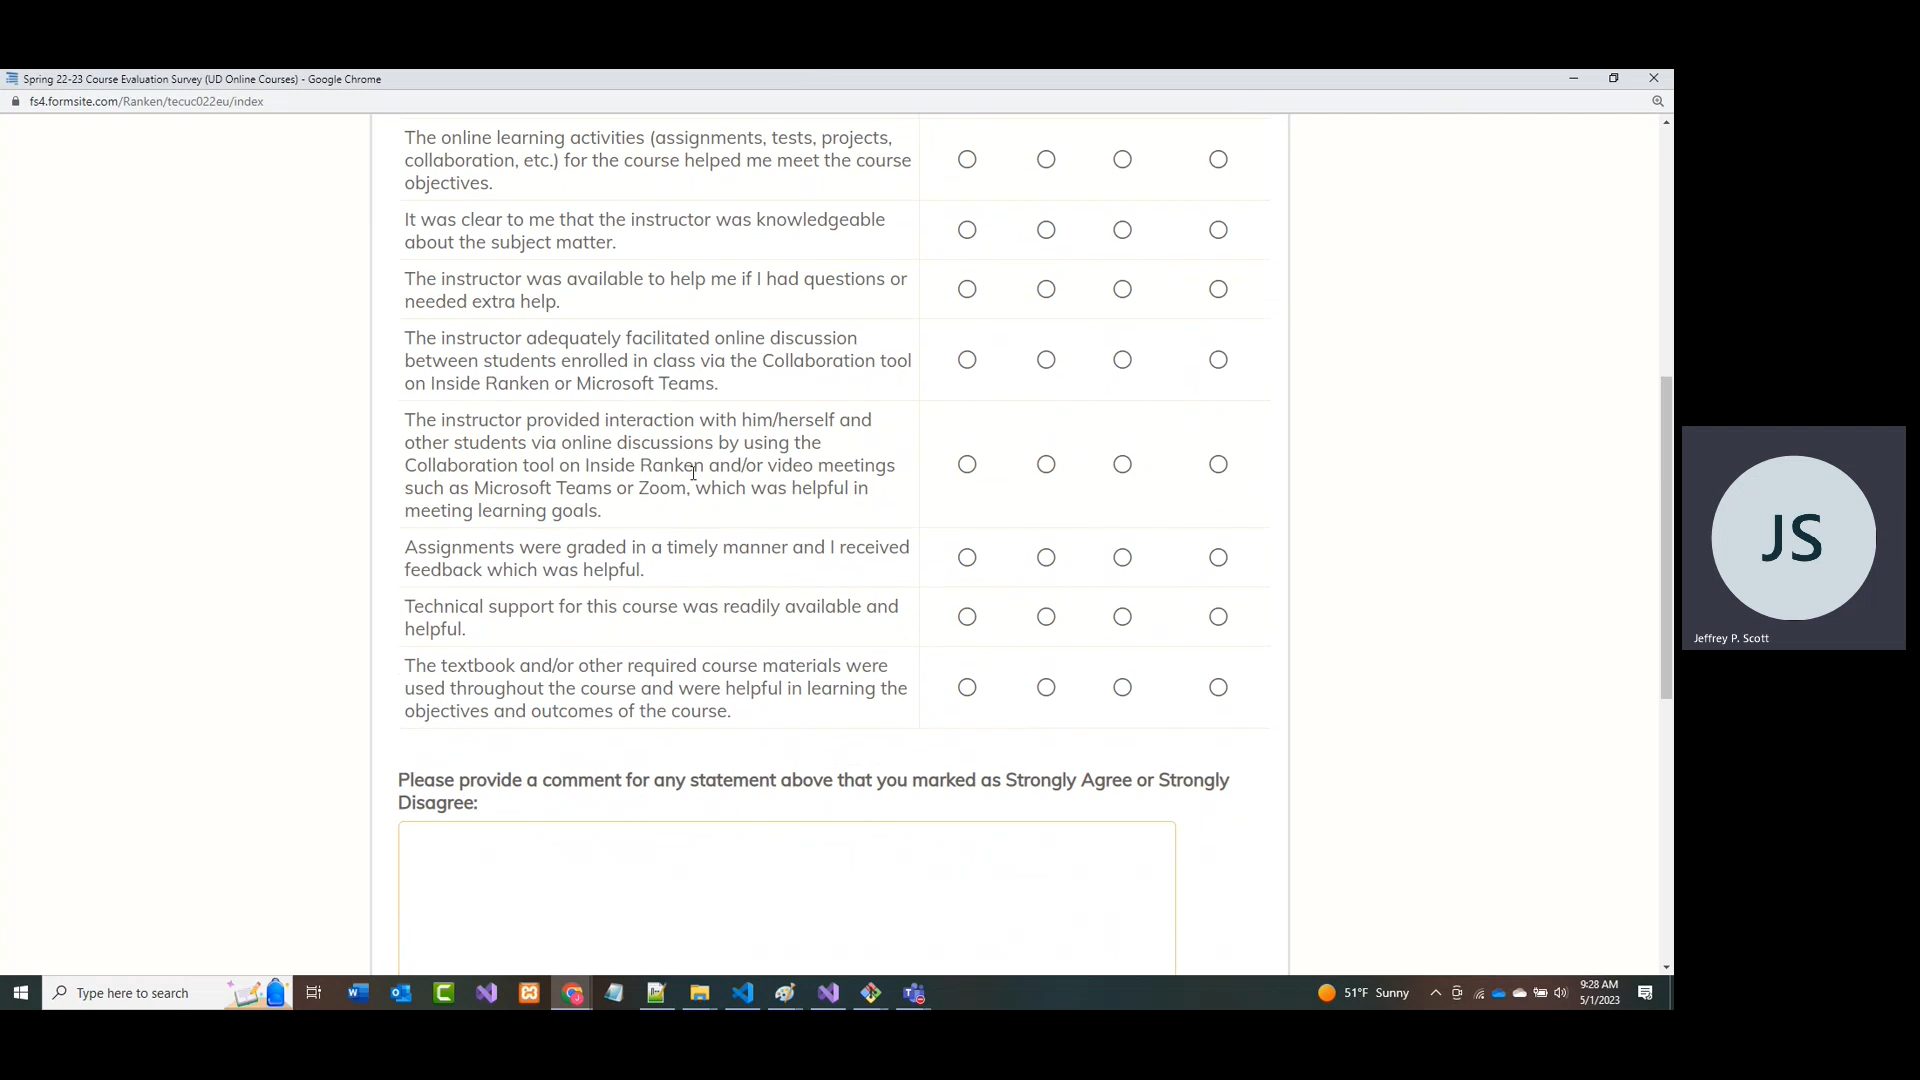 Spring 22-23 Course Evaluation Survey (UD Online Courses) - Google Chrome
fs4.formsite.com/Ranken/tecuc022eu/index
The online learning activities (assignments, tests, projects,
collaboration, etc.) for the course helped me meet the course
objectives.
It was clear to me that the instructor was knowledgeable
about the subject matter.
The instructor was available to help me if I had questions or
needed extra help.
The instructor adequately facilitated online discussion
between students enrolled in class via the Collaboration tool
on Inside Ranken or Microsoft Teams.
The instructor provided interaction with him/herself and
other students via online discussions by using the
Collaboration tool on Inside Ranken and/or video meetings
such as Microsoft Teams or Zoom, which was helpful in
meeting learning goals.
Assignments were graded in a timely manner and I received
feedback which was helpful.
Technical support for this course was readily available and
helpful.
The textbook and/or other required course materials were
used throughout the course and were helpful in learning the
objectives and outcomes of the course.
Please provide a comment for any statement above that you marked as Strongly Agree or Strongly
Disagree:
JS
Jeffrey P. Scott
Type here to search
51°F Sunny
9:28 AM
5/1/2023